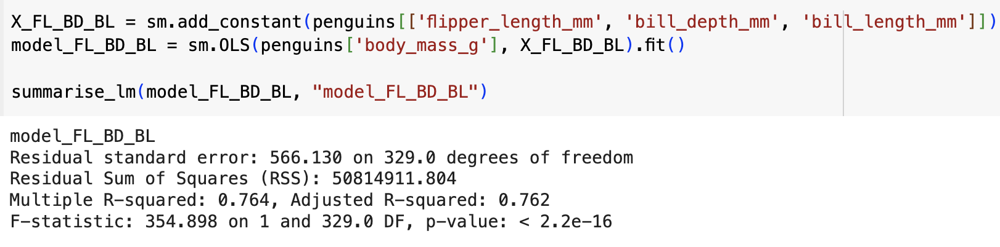 X_FL_BD_BL = sm.add_constant(penguins[['flipper_length_mm', 'bill_depth_mm', 'bill_length_mm']])
model_FL_BD_BL = sm.OLS(penguins['body_mass_g'], X_FL_BD_BL).fit()
summarise_lm(model_FL_BD_BL, "model_FL_BD_BL")
model_FL_BD_BL
Residual standard error: 566.130 on 329.0 degrees of freedom
Residual Sum of Squares (RSS): 50814911.804
Multiple R-squared: 0.764, Adjusted R-squared: 0.762
F-statistic: 354.898 on 1 and 329.0 DF, p-value: < 2.2e-16